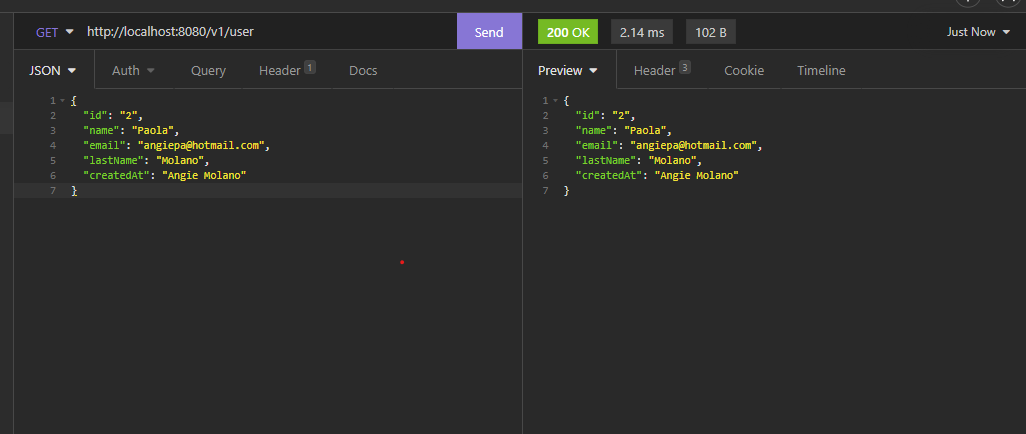 GET http://localhost:8080/v1/user Send 200 OK 2.14 ms 102 B Just Now
JSON Auth Query Header 1 Docs
1 {
2 "id": "2",
3 "name": "Paola",
4 "email": "angiepa@hotmail.com",
5 "lastName": "Molano",
6 "createdAt": "Angie Molano"
7 }
Preview Header 3 Cookie Timeline
1 {
2 "id": "2",
3 "name": "Paola",
4 "email": "angiepa@hotmail.com",
5 "lastName": "Molano",
6 "createdAt": "Angie Molano"
7 }